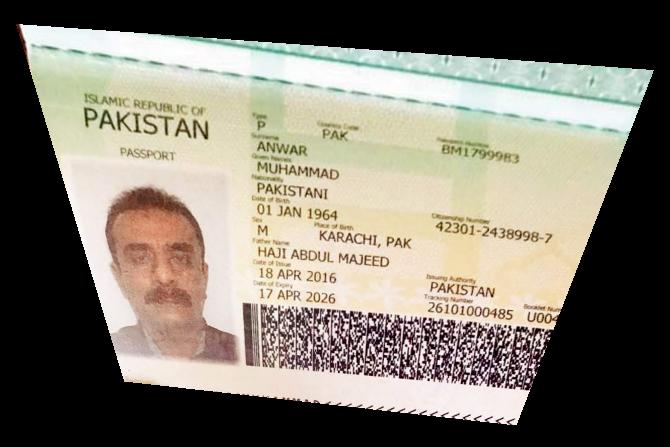 ISLAMIC REPUBLIC OF
PAKISTAN
PASSPORT
Type
P
Country Code
PAK
Passport Number
BM1799983
Surname
ANWAR
Given Names
MUHAMMAD
Nationality
PAKISTANI
Date of Birth
01 JAN 1964
Citizenship Number
42301-2438998-7
Sex
M
Place of Birth
KARACHI, PAK
Father Name
HAJI ABDUL MAJEED
Date of Issue
18 APR 2016
Issuing Authority
PAKISTAN
Date of Expiry
17 APR 2026
Tracking Number
26101000485
Booklet Num
U004